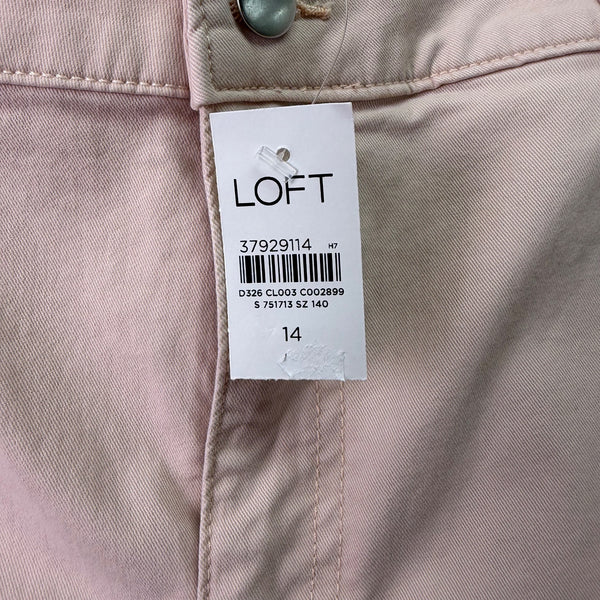 LOFT
37929114 H7
D326 CL003 C002899
S 751713 SZ 140
14